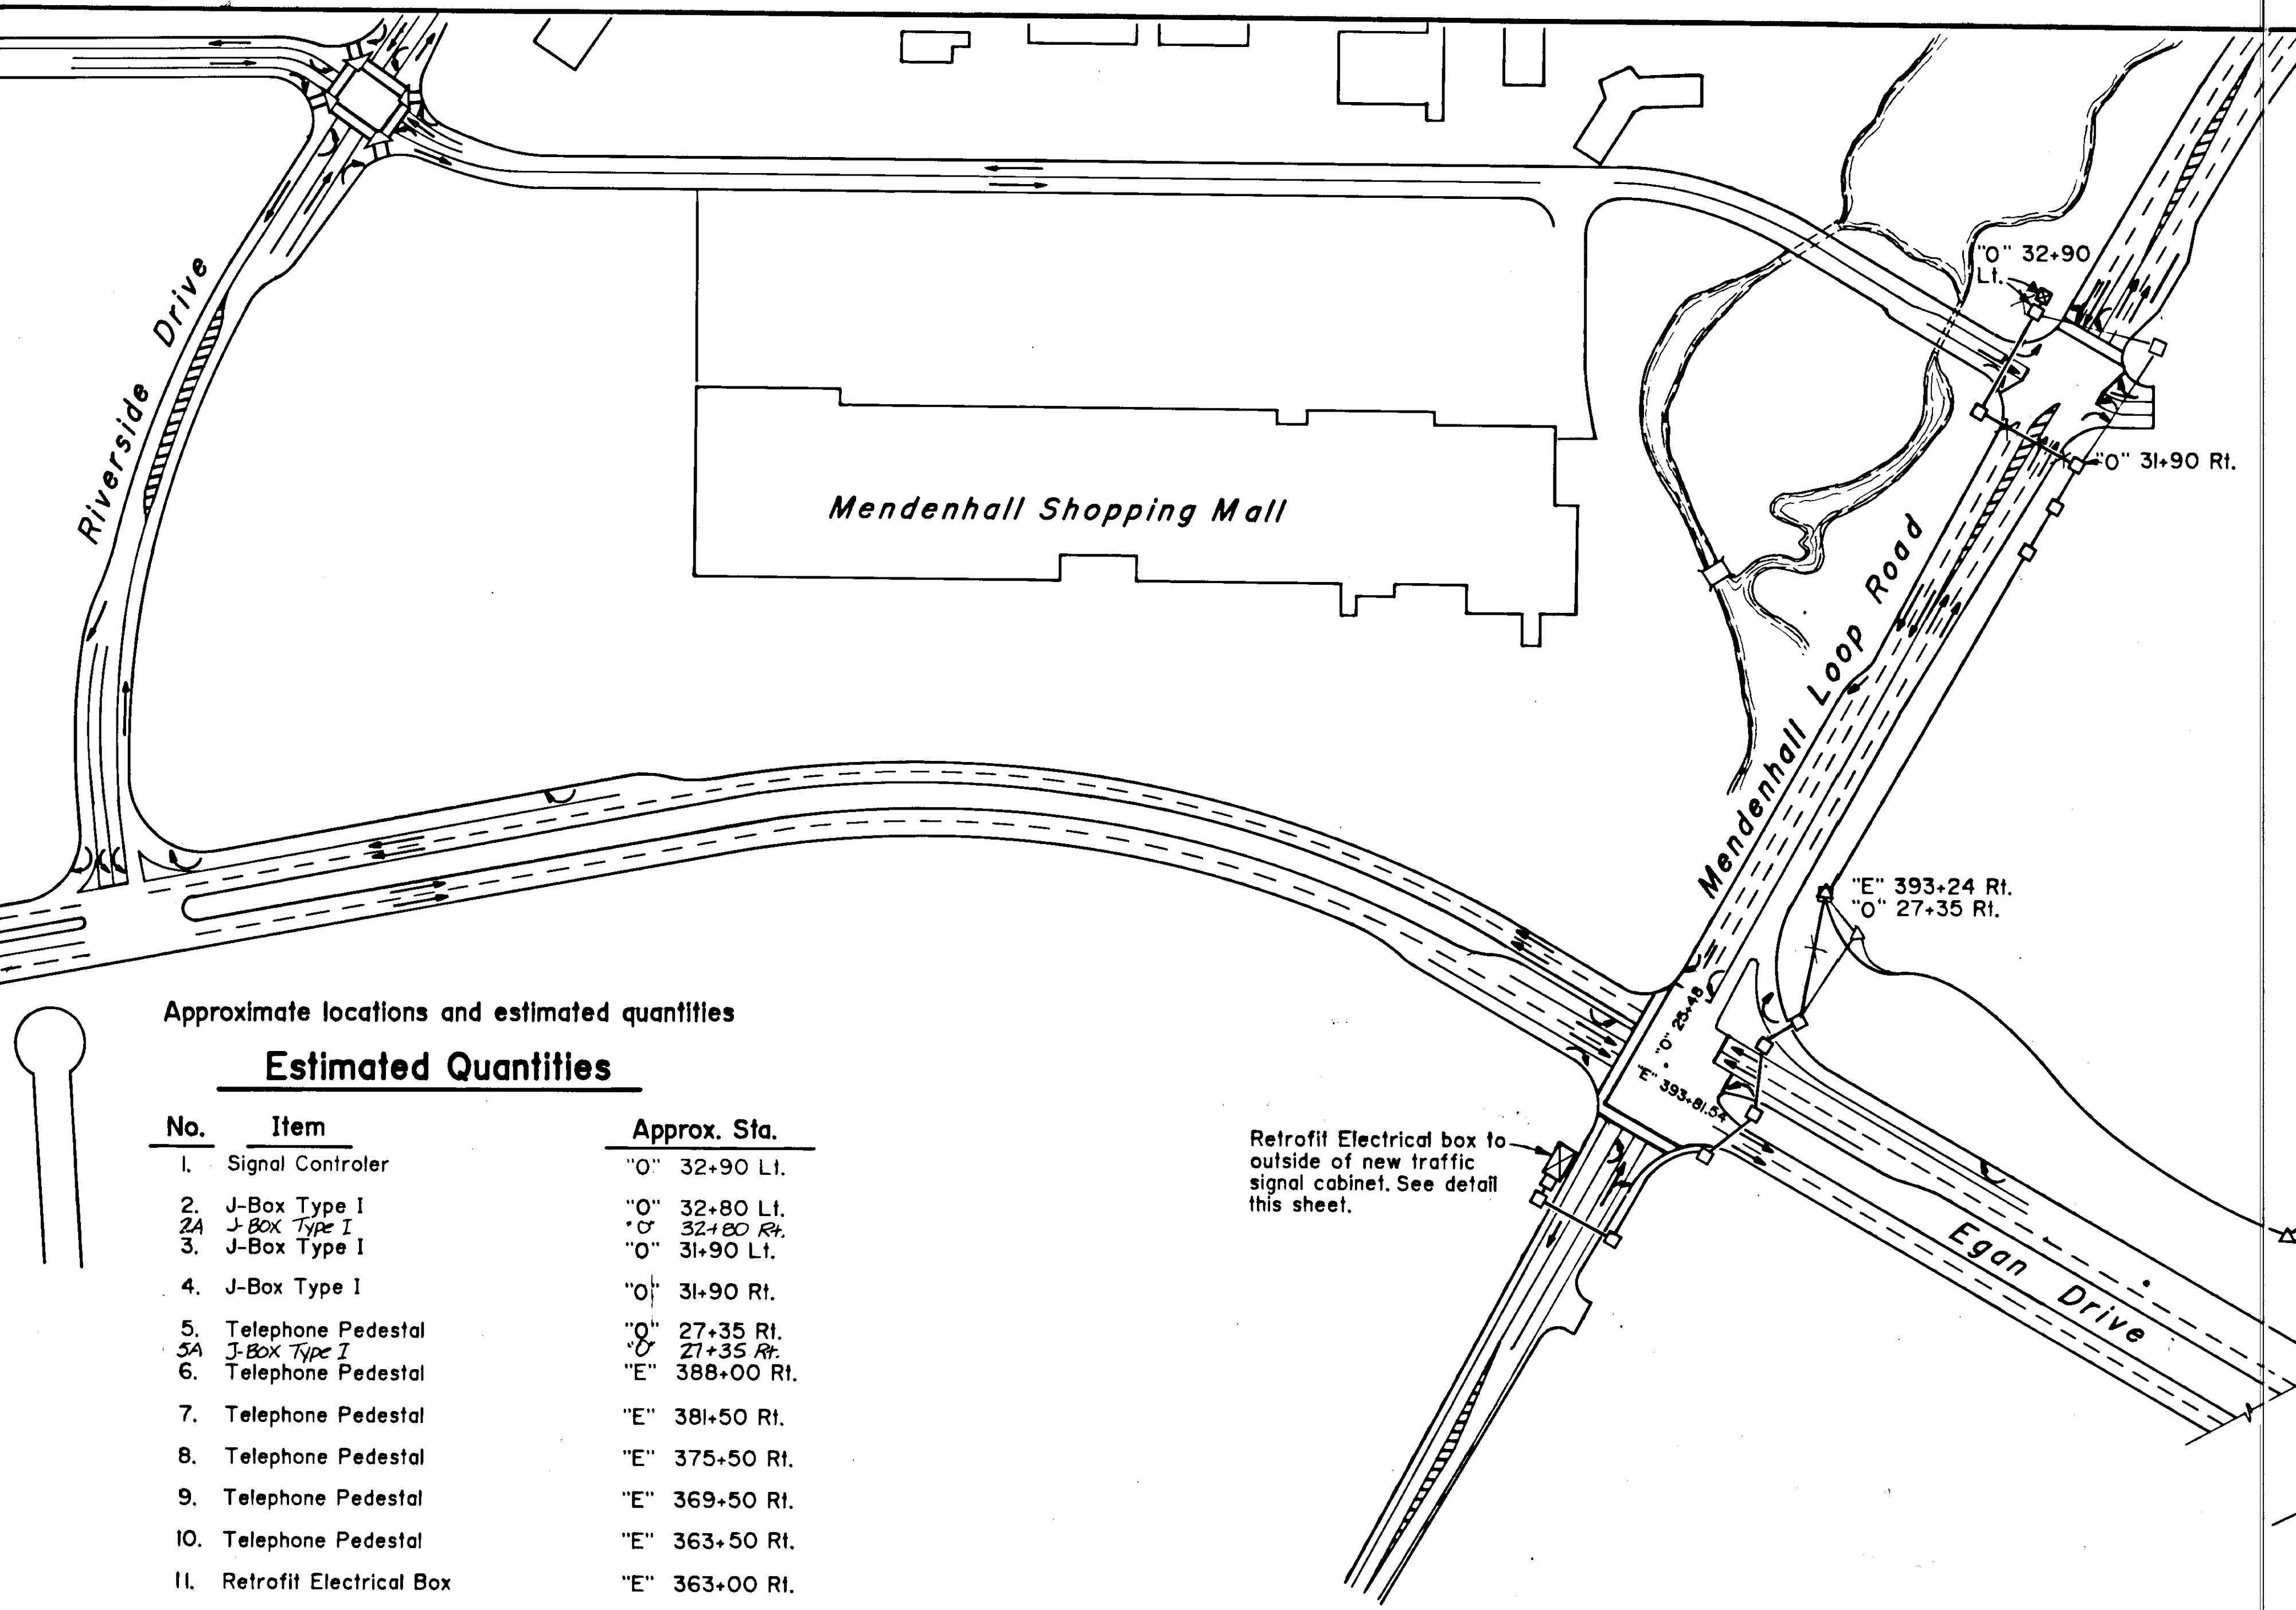 "O" 32+90
Lt.
Riverside Drive
"O" 31+90 Rt.
Mendenhall Shopping Mall
Mendenhall Loop Road
"E" 393+24 Rt.
"O" 27+35 Rt.
"O" 25+48
"E" 393+81.54
Retrofit Electrical box to
outside of new traffic
signal cabinet. See detail
this sheet.
Egan Drive
Approximate locations and estimated quantities
Estimated Quantities
No. Item Approx. Sta.
1. Signal Controler "O" 32+90 Lt.
2. J-Box Type I "O" 32+80 Lt.
2A J-Box Type I "O" 32+80 Rt.
3. J-Box Type I "O" 31+90 Lt.
4. J-Box Type I "O" 31+90 Rt.
5. Telephone Pedestal "O" 27+35 Rt.
5A J-Box Type I "O" 27+35 Rt.
6. Telephone Pedestal "E" 388+00 Rt.
7. Telephone Pedestal "E" 381+50 Rt.
8. Telephone Pedestal "E" 375+50 Rt.
9. Telephone Pedestal "E" 369+50 Rt.
10. Telephone Pedestal "E" 363+50 Rt.
11. Retrofit Electrical Box "E" 363+00 Rt.